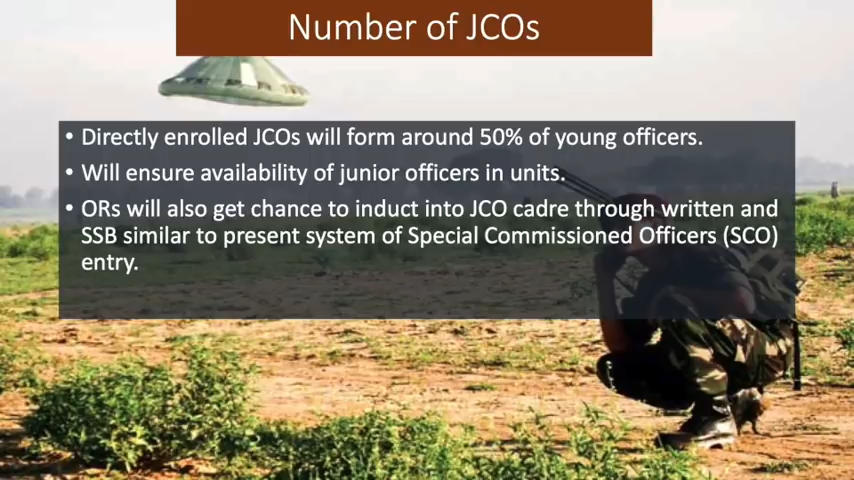 Number of JCOs
• Directly enrolled JCOs will form around 50% of young officers.
• Will ensure availability of junior officers in units.
• ORs will also get chance to induct into JCO cadre through written and
SSB similar to present system of Special Commissioned Officers (SCO)
entry.